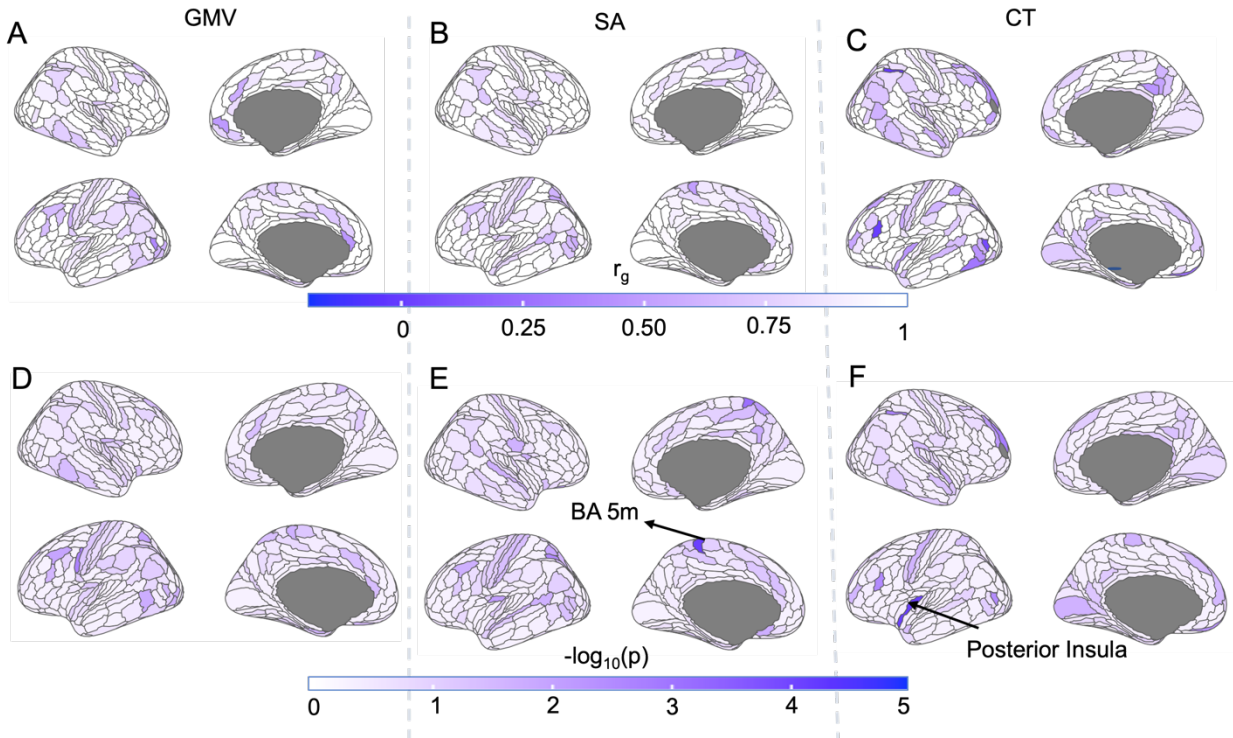 GMV
SA
CT
A
B
C
r_g
0 0.25 0.50 0.75 1
D
E
F
BA 5m
Posterior Insula
-log₁₀(p)
0 1 2 3 4 5